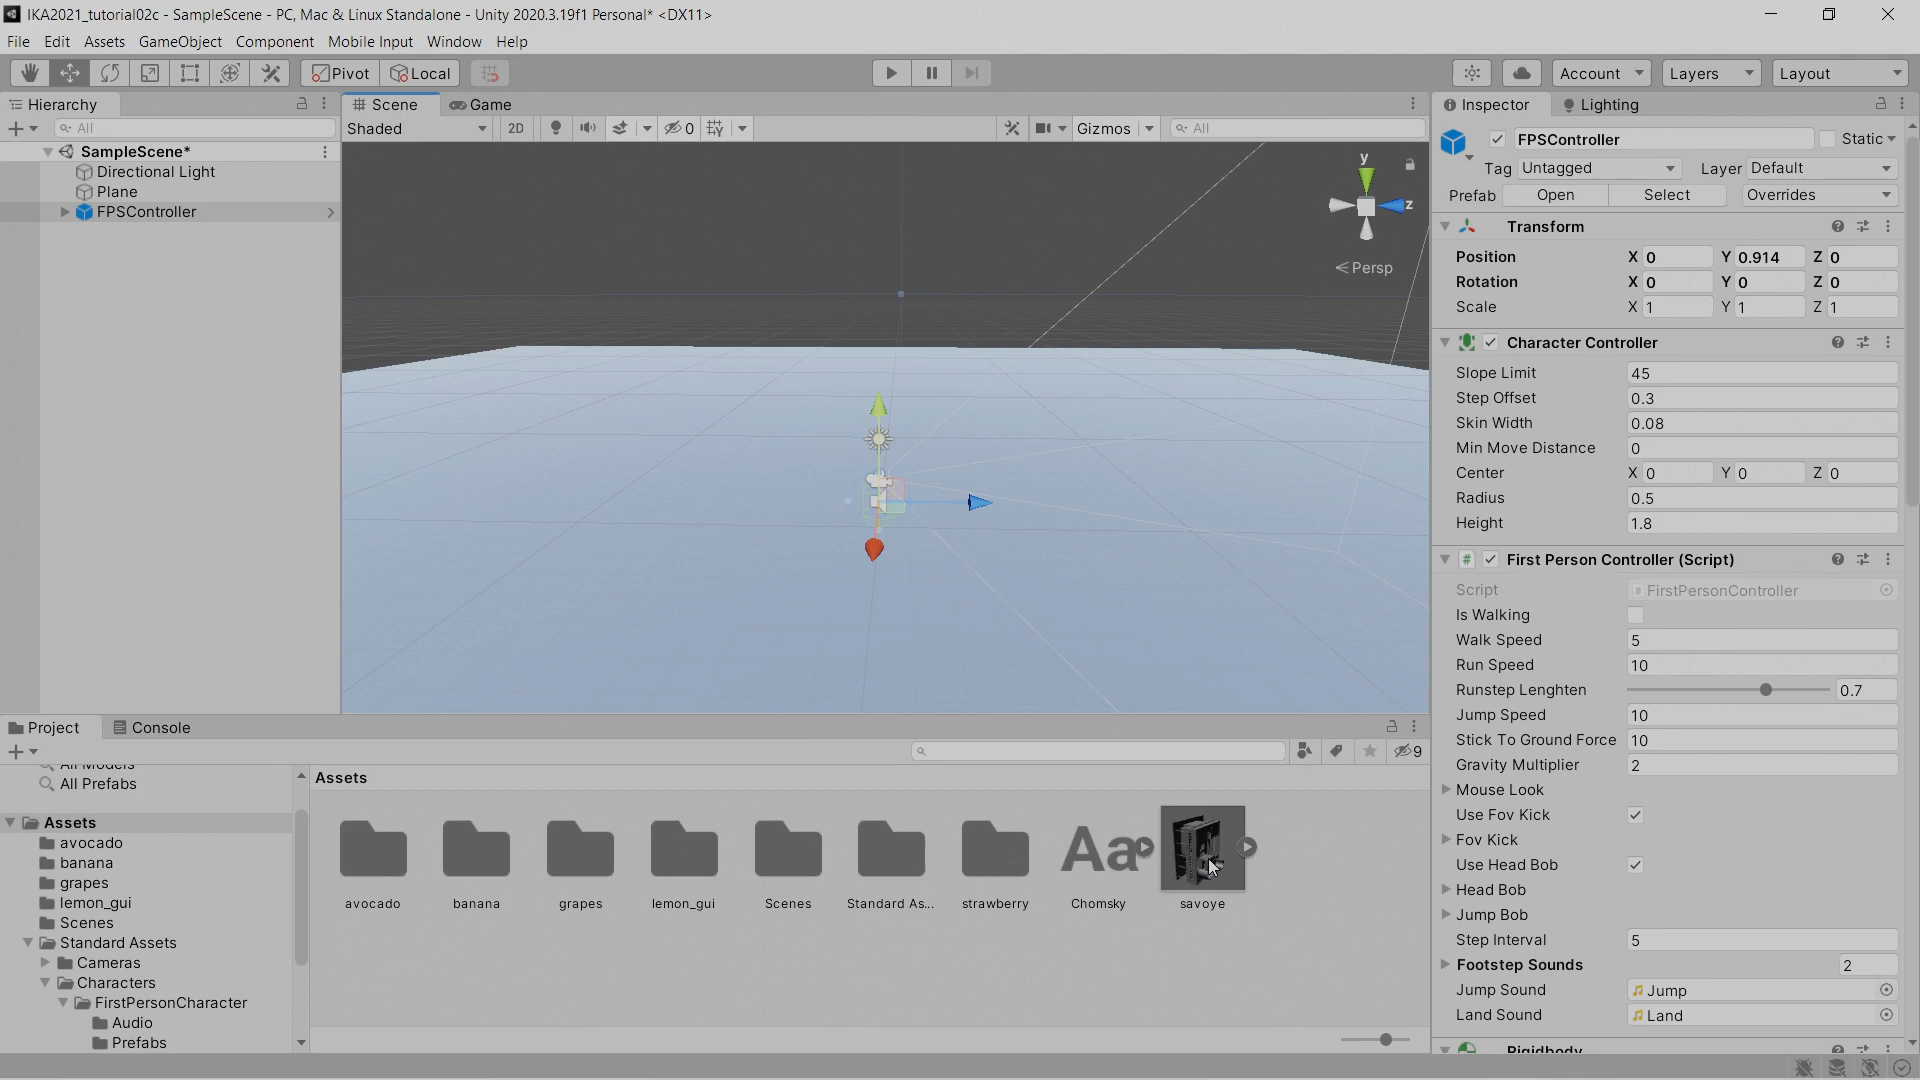 IKA2021_tutorial02c - SampleScene - PC, Mac & Linux Standalone - Unity 2020.3.19f1 Personal* <DX11>
File Edit Assets GameObject Component Mobile Input Window Help
Pivot Local Account Layers Layout
Hierarchy
All
SampleScene*
Directional Light
Plane
FPSController
Scene Game
Shaded 2D 0 Gizmos All
y
z
Persp
Inspector Lighting
FPSController Static
Tag Untagged Layer Default
Prefab Open Select Overrides
Transform
Position X 0 Y 0.914 Z 0
Rotation X 0 Y 0 Z 0
Scale X 1 Y 1 Z 1
Character Controller
Slope Limit 45
Step Offset 0.3
Skin Width 0.08
Min Move Distance 0
Center X 0 Y 0 Z 0
Radius 0.5
Height 1.8
First Person Controller (Script)
Script FirstPersonController
Is Walking
Walk Speed 5
Run Speed 10
Runstep Lenghten 0.7
Jump Speed 10
Stick To Ground Force 10
Gravity Multiplier 2
Mouse Look
Use Fov Kick
Fov Kick
Use Head Bob
Head Bob
Jump Bob
Step Interval 5
Footstep Sounds 2
Jump Sound Jump
Land Sound Land
Rigidbody
Project Console
9
All Models
All Prefabs
Assets
avocado
banana
grapes
lemon_gui
Scenes
Standard Assets
Cameras
Characters
FirstPersonCharacter
Audio
Prefabs
Assets
Aa
avocado banana grapes lemon_gui Scenes Standard As... strawberry Chomsky savoye